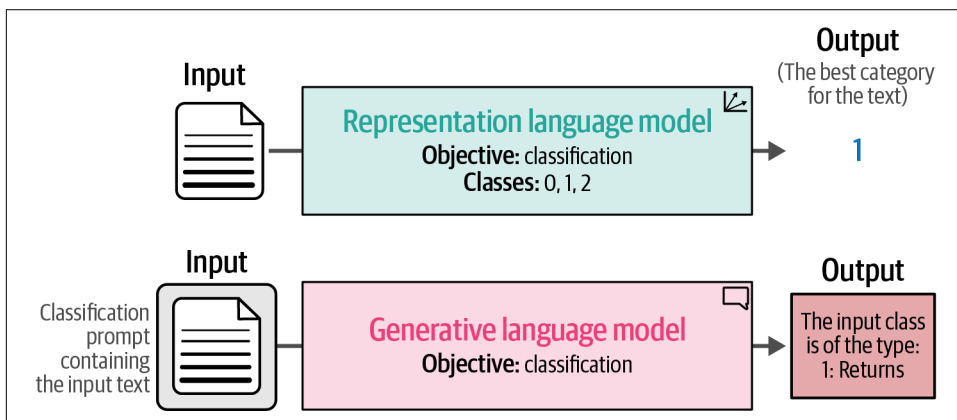 Input
Representation language model
Objective: classification
Classes: 0, 1, 2
Output
(The best category
for the text)
1
Input
Classification
prompt
containing
the input text
Generative language model
Objective: classification
Output
The input class
is of the type:
1: Returns